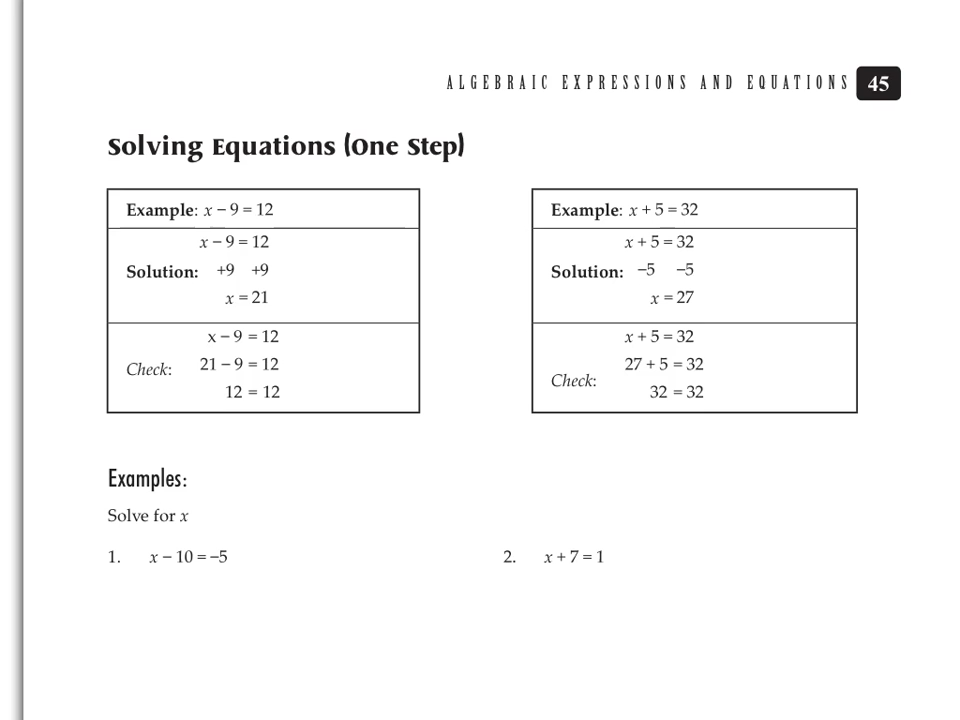 ALGEBRAIC EXPRESSIONS AND EQUATIONS 45
Solving Equations (One Step)
Example: x − 9 = 12
x − 9 = 12
Solution: +9 +9
x = 21
x − 9 = 12
Check: 21 − 9 = 12
12 = 12
Example: x + 5 = 32
x + 5 = 32
Solution: −5 −5
x = 27
x + 5 = 32
27 + 5 = 32
Check:
32 = 32
Examples:
Solve for x
1. x − 10 = −5
2. x + 7 = 1